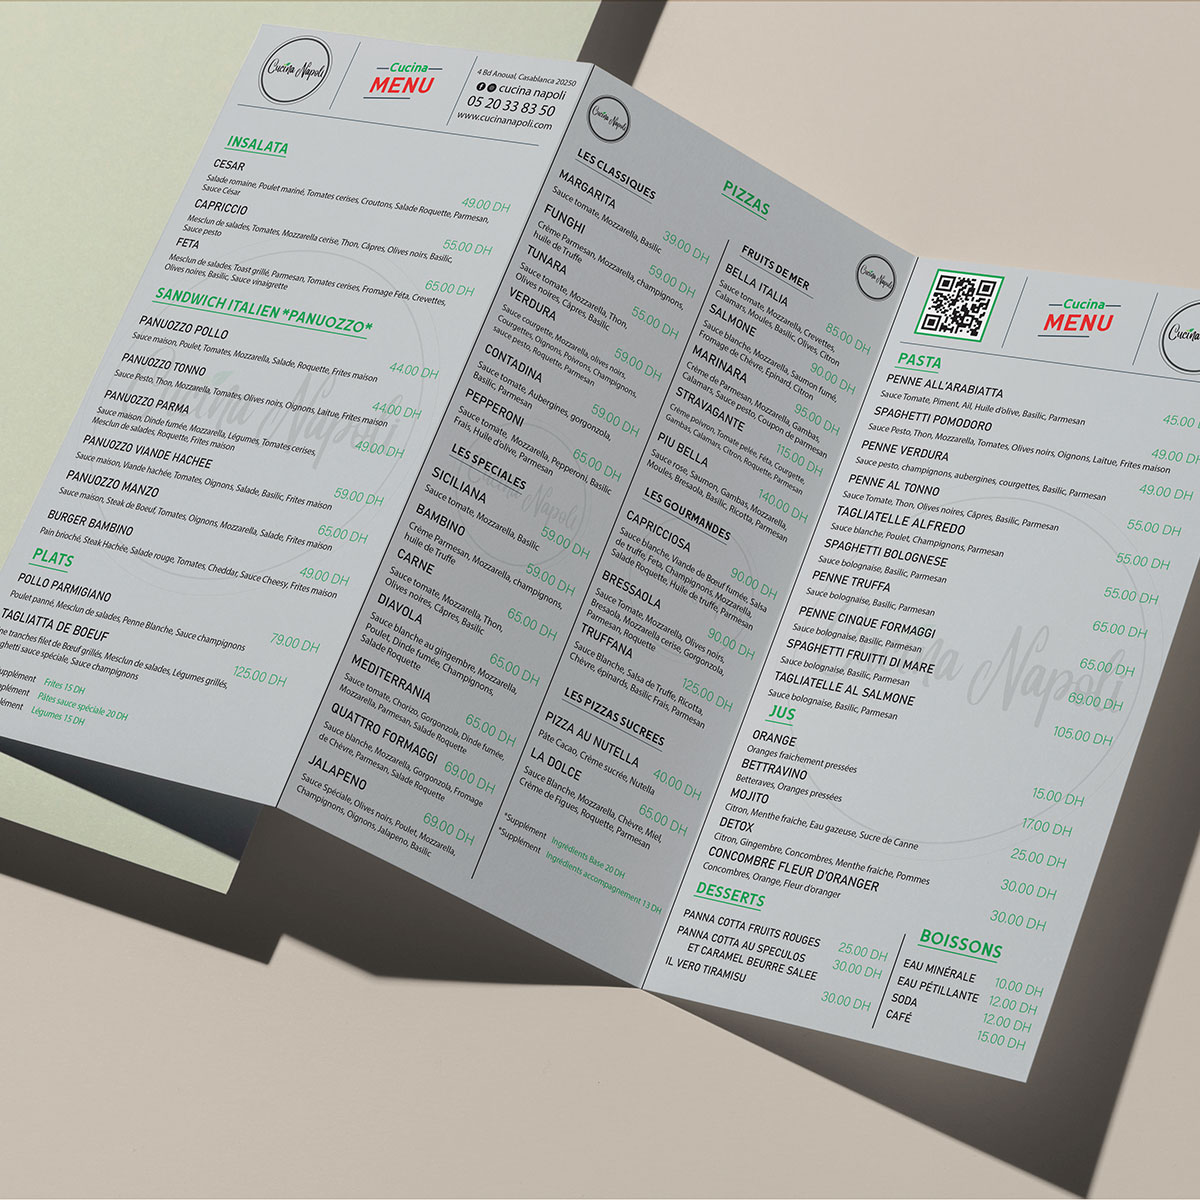 Cucina Napoli
Cucina
MENU
4 Bd Anoual, Casablanca 20250
cucina napoli
05 20 33 83 50
www.cucinanapoli.com
INSALATA
CESAR
Salade romaine, Poulet mariné, Tomates cerises, Croutons, Salade Roquette, Parmesan,
Sauce César
49.00 DH
CAPRICCIO
Mesclun de salades, Tomates, Mozzarella cerise, Thon, Câpres, Olives noirs, Basilic,
Sauce pesto
55.00 DH
FETA
Mesclun de salades, Toast grillé, Parmesan, Tomates cerises, Fromage Féta, Crevettes,
Olives noires, Basilic, Sauce vinaigrette
65.00 DH
SANDWICH ITALIEN *PANUOZZO*
PANUOZZO POLLO
Sauce maison, Poulet, Tomates, Mozzarella, Salade, Roquette, Frites maison
44.00 DH
PANUOZZO TONNO
Sauce Pesto, Thon, Mozzarella, Tomates, Olives noirs, Oignons, Laitue, Frites maison
44.00 DH
PANUOZZO PARMA
Sauce maison, Dinde fumée, Mozzarella, Légumes, Tomates cerises,
Mesclun de salades, Roquette, Frites maison
49.00 DH
PANUOZZO VIANDE HACHEE
Sauce maison, Viande hachée, Tomates, Oignons, Salade, Basilic, Frites maison
59.00 DH
PANUOZZO MANZO
Sauce maison, Steak de Boeuf, Tomates, Oignons, Mozzarella, Salade, Frites maison
65.00 DH
BURGER BAMBINO
Pain brioché, Steak Hachée, Salade rouge, Tomates, Cheddar, Sauce Cheesy, Frites maison
49.00 DH
PLATS
POLLO PARMIGIANO
Poulet panné, Mesclun de salades, Penne Blanche, Sauce champignons
79.00 DH
TAGLIATTA DE BOEUF
tranches filet de Bœuf grillés, Mesclun de salades, Légumes grillés,
spéciale, Sauce champignons
125.00 DH
Frites 15 DH
Pâtes sauce spéciale 20 DH
Légumes 15 DH
Cucina Napoli
PIZZAS
LES CLASSIQUES
MARGARITA
Sauce tomate, Mozzarella, Basilic
39.00 DH
FUNGHI
Crème Parmesan, Mozzarella, champignons,
huile de Truffe
59.00 DH
TUNARA
Sauce tomate, Mozzarella, Thon,
Olives noires, Câpres, Basilic
55.00 DH
VERDURA
Sauce courgette, Mozzarella, olives noirs,
Courgettes, Oignons, Poivrons, Champignons,
sauce pesto, Roquette, Parmesan
59.00 DH
CONTADINA
Sauce tomate, Aubergines, gorgonzola,
Basilic, Parmesan
59.00 DH
PEPPERONI
Sauce tomate, Mozzarella, Pepperoni, Basilic
Frais, Huile d'olive, Parmesan
65.00 DH
LES SPECIALES
SICILIANA
Sauce tomate, Mozzarella, Basilic
59.00 DH
BAMBINO
Crème Parmesan, Mozzarella, champignons,
huile de Truffe
59.00 DH
CARNE
Sauce tomate, Mozzarella, Thon,
Olives noires, Câpres, Basilic
65.00 DH
DIAVOLA
Sauce blanche au gingembre, Mozzarella,
Poulet, Dinde fumée, Champignons,
Salade Roquette
65.00 DH
MEDITERRANIA
Sauce tomate, Chorizo, Gorgonzola, Dinde fumée,
Mozzarella, Parmesan, Salade Roquette
65.00 DH
QUATTRO FORMAGGI
Sauce blanche, Mozzarella, Gorgonzola, Fromage
de Chèvre, Parmesan, Salade Roquette
69.00 DH
JALAPENO
Sauce Spéciale, Olives noirs, Poulet, Mozzarella,
Champignons, Oignons, Jalapeno, Basilic
69.00 DH
FRUITS DE MER
BELLA ITALIA
Sauce tomate, Mozzarella, Crevettes,
Calamars, Moules, Basilic, Olives, Citron
85.00 DH
SALMONE
Sauce blanche, Mozzarella, Saumon fumé,
Fromage de Chèvre, Epinard, Citron
90.00 DH
MARINARA
Crème de Parmesan, Mozzarella, Gambas,
Calamars, Sauce pesto, Coupon de parmesan
95.00 DH
STRAVAGANTE
Crème poivron, Tomate pelée, Féta, Courgette,
Gambas, Calamars, Citron, Roquette, Parmesan
115.00 DH
PIU BELLA
Sauce rose, Saumon, Gambas, Mozzarella,
Moules, Bresaola, Basilic, Ricotta, Parmesan
140.00 DH
LES GOURMANDES
CAPRICCIOSA
Sauce blanche, Viande de Bœuf fumée, Salsa
de truffe, Feta, Champignons, Mozzarella,
Salade Roquette, Huile de truffe, Parmesan
90.00 DH
BRESSAOLA
Sauce Tomate, Mozzarella, Olives noirs,
Bresaola, Mozzarella cerise, Gorgonzola,
Parmesan, Roquette
90.00 DH
TRUFFANA
Sauce Blanche, Salsa de Truffe, Ricotta,
Chèvre, épinards, Basilic Frais, Parmesan
125.00 DH
LES PIZZAS SUCREES
PIZZA AU NUTELLA
Pâte Cacao, Crème sucrée, Nutella
40.00 DH
LA DOLCE
Sauce Blanche, Mozzarella, Chèvre, Miel,
Crème de Figues, Roquette, Parmesan
65.00 DH
*Supplément Ingrédients Base 20 DH
*Supplément Ingrédients accompagnement 13 DH
Cucina Napoli
Cucina
MENU
Cucina
PASTA
PENNE ALL'ARABIATTA
Sauce Tomate, Piment, Ail, Huile d'olive, Basilic, Parmesan
45.00
SPAGHETTI POMODORO
Sauce Pesto, Thon, Mozzarella, Tomates, Olives noirs, Oignons, Laitue, Frites maison
49.00 DH
PENNE VERDURA
Sauce pesto, champignons, aubergines, courgettes, Basilic, Parmesan
49.00 DH
PENNE AL TONNO
Sauce Tomate, Thon, Olives noires, Câpres, Basilic, Parmesan
55.00 DH
TAGLIATELLE ALFREDO
Sauce blanche, Poulet, Champignons, Parmesan
55.00 DH
SPAGHETTI BOLOGNESE
Sauce bolognaise, Basilic, Parmesan
55.00 DH
PENNE TRUFFA
Sauce bolognaise, Basilic, Parmesan
65.00 DH
PENNE CINQUE FORMAGGI
Sauce bolognaise, Basilic, Parmesan
65.00 DH
SPAGHETTI FRUITTI DI MARE
Sauce bolognaise, Basilic, Parmesan
69.00 DH
TAGLIATELLE AL SALMONE
Sauce bolognaise, Basilic, Parmesan
105.00 DH
JUS
ORANGE
Oranges fraichement pressées
15.00 DH
BETTRAVINO
Betteraves, Oranges pressées
17.00 DH
MOJITO
Citron, Menthe fraiche, Eau gazeuse, Sucre de Canne
25.00 DH
DETOX
Citron, Gingembre, Concombres, Menthe fraiche, Pommes
30.00 DH
CONCOMBRE FLEUR D'ORANGER
Concombres, Orange, Fleur d'oranger
30.00 DH
DESSERTS
PANNA COTTA FRUITS ROUGES 25.00 DH
PANNA COTTA AU SPECULOS
ET CARAMEL BEURRE SALEE 30.00 DH
IL VERO TIRAMISU 30.00 DH
BOISSONS
EAU MINÉRALE 10.00 DH
EAU PÉTILLANTE 12.00 DH
SODA 12.00 DH
CAFÉ 15.00 DH